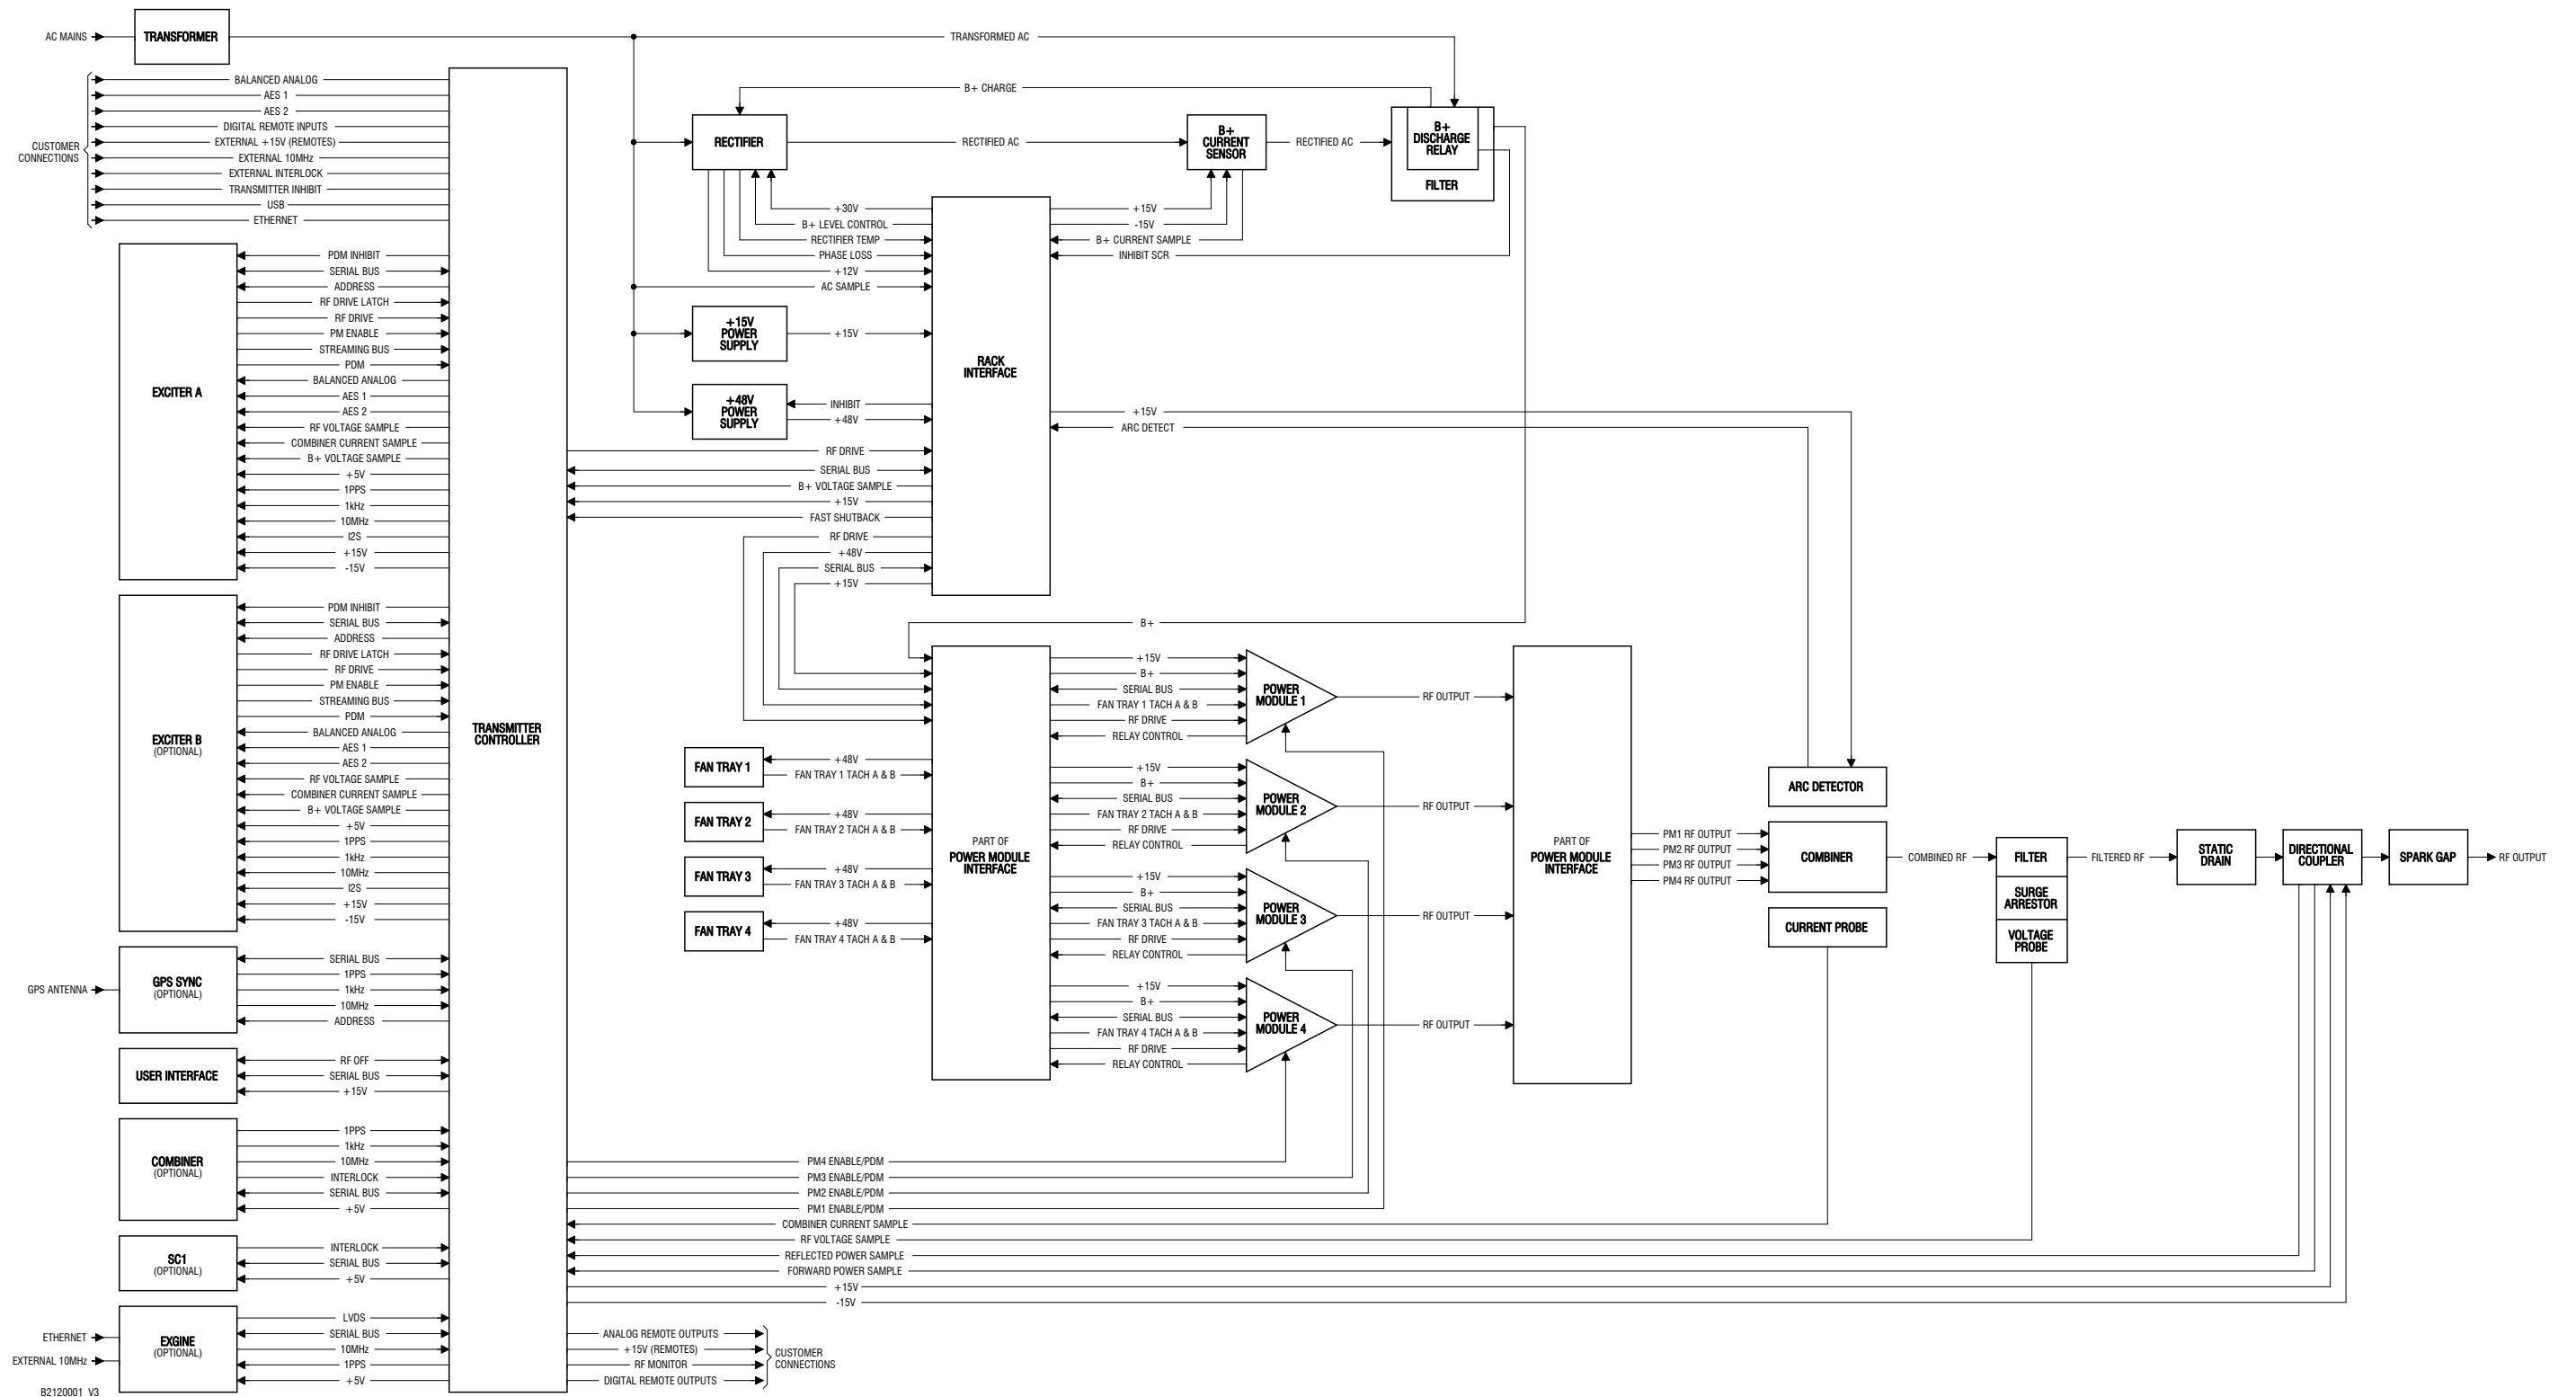 AC MAINS
TRANSFORMER
TRANSFORMED AC
CUSTOMER
CONNECTIONS
BALANCED ANALOG
AES 1
AES 2
DIGITAL REMOTE INPUTS
EXTERNAL +15V (REMOTES)
EXTERNAL 10MHz
EXTERNAL INTERLOCK
TRANSMITTER INHIBIT
USB
ETHERNET
B+ CHARGE
RECTIFIER
RECTIFIED AC
B+
CURRENT
SENSOR
RECTIFIED AC
B+
DISCHARGE
RELAY
FILTER
+30V
B+ LEVEL CONTROL
RECTIFIER TEMP
PHASE LOSS
+12V
AC SAMPLE
+15V
-15V
B+ CURRENT SAMPLE
INHIBIT SCR
+15V
POWER
SUPPLY
+15V
+48V
POWER
SUPPLY
INHIBIT
+48V
RACK
INTERFACE
+15V
ARC DETECT
RF DRIVE
SERIAL BUS
B+ VOLTAGE SAMPLE
+15V
FAST SHUTBACK
RF DRIVE
+48V
SERIAL BUS
+15V
B+
EXCITER A
PDM INHIBIT
SERIAL BUS
ADDRESS
RF DRIVE LATCH
RF DRIVE
PM ENABLE
STREAMING BUS
PDM
BALANCED ANALOG
AES 1
AES 2
RF VOLTAGE SAMPLE
COMBINER CURRENT SAMPLE
B+ VOLTAGE SAMPLE
+5V
1PPS
1kHz
10MHz
I2S
+15V
-15V
EXCITER B
(OPTIONAL)
PDM INHIBIT
SERIAL BUS
ADDRESS
RF DRIVE LATCH
RF DRIVE
PM ENABLE
STREAMING BUS
PDM
BALANCED ANALOG
AES 1
AES 2
RF VOLTAGE SAMPLE
COMBINER CURRENT SAMPLE
B+ VOLTAGE SAMPLE
+5V
1PPS
1kHz
10MHz
I2S
+15V
-15V
TRANSMITTER
CONTROLLER
GPS ANTENNA
GPS SYNC
(OPTIONAL)
SERIAL BUS
1PPS
1kHz
10MHz
ADDRESS
USER INTERFACE
RF OFF
SERIAL BUS
+15V
COMBINER
(OPTIONAL)
1PPS
1kHz
10MHz
INTERLOCK
SERIAL BUS
+5V
SC1
(OPTIONAL)
INTERLOCK
SERIAL BUS
+5V
ETHERNET
EXTERNAL 10MHz
EXGINE
(OPTIONAL)
LVDS
SERIAL BUS
10MHz
1PPS
+5V
FAN TRAY 1
+48V
FAN TRAY 1 TACH A & B
FAN TRAY 2
+48V
FAN TRAY 2 TACH A & B
FAN TRAY 3
+48V
FAN TRAY 3 TACH A & B
FAN TRAY 4
+48V
FAN TRAY 4 TACH A & B
PART OF
POWER MODULE
INTERFACE
+15V
B+
SERIAL BUS
FAN TRAY 1 TACH A & B
RF DRIVE
RELAY CONTROL
POWER
MODULE 1
RF OUTPUT
+15V
B+
SERIAL BUS
FAN TRAY 2 TACH A & B
RF DRIVE
RELAY CONTROL
POWER
MODULE 2
RF OUTPUT
+15V
B+
SERIAL BUS
FAN TRAY 3 TACH A & B
RF DRIVE
RELAY CONTROL
POWER
MODULE 3
RF OUTPUT
+15V
B+
SERIAL BUS
FAN TRAY 4 TACH A & B
RF DRIVE
RELAY CONTROL
POWER
MODULE 4
RF OUTPUT
PART OF
POWER MODULE
INTERFACE
PM1 RF OUTPUT
PM2 RF OUTPUT
PM3 RF OUTPUT
PM4 RF OUTPUT
ARC DETECTOR
COMBINER
CURRENT PROBE
COMBINED RF
FILTER
SURGE
ARRESTOR
VOLTAGE
PROBE
FILTERED RF
STATIC
DRAIN
DIRECTIONAL
COUPLER
SPARK GAP
RF OUTPUT
PM4 ENABLE/PDM
PM3 ENABLE/PDM
PM2 ENABLE/PDM
PM1 ENABLE/PDM
COMBINER CURRENT SAMPLE
RF VOLTAGE SAMPLE
REFLECTED POWER SAMPLE
FORWARD POWER SAMPLE
+15V
-15V
ANALOG REMOTE OUTPUTS
+15V (REMOTES)
RF MONITOR
DIGITAL REMOTE OUTPUTS
CUSTOMER
CONNECTIONS
B2120001 V3